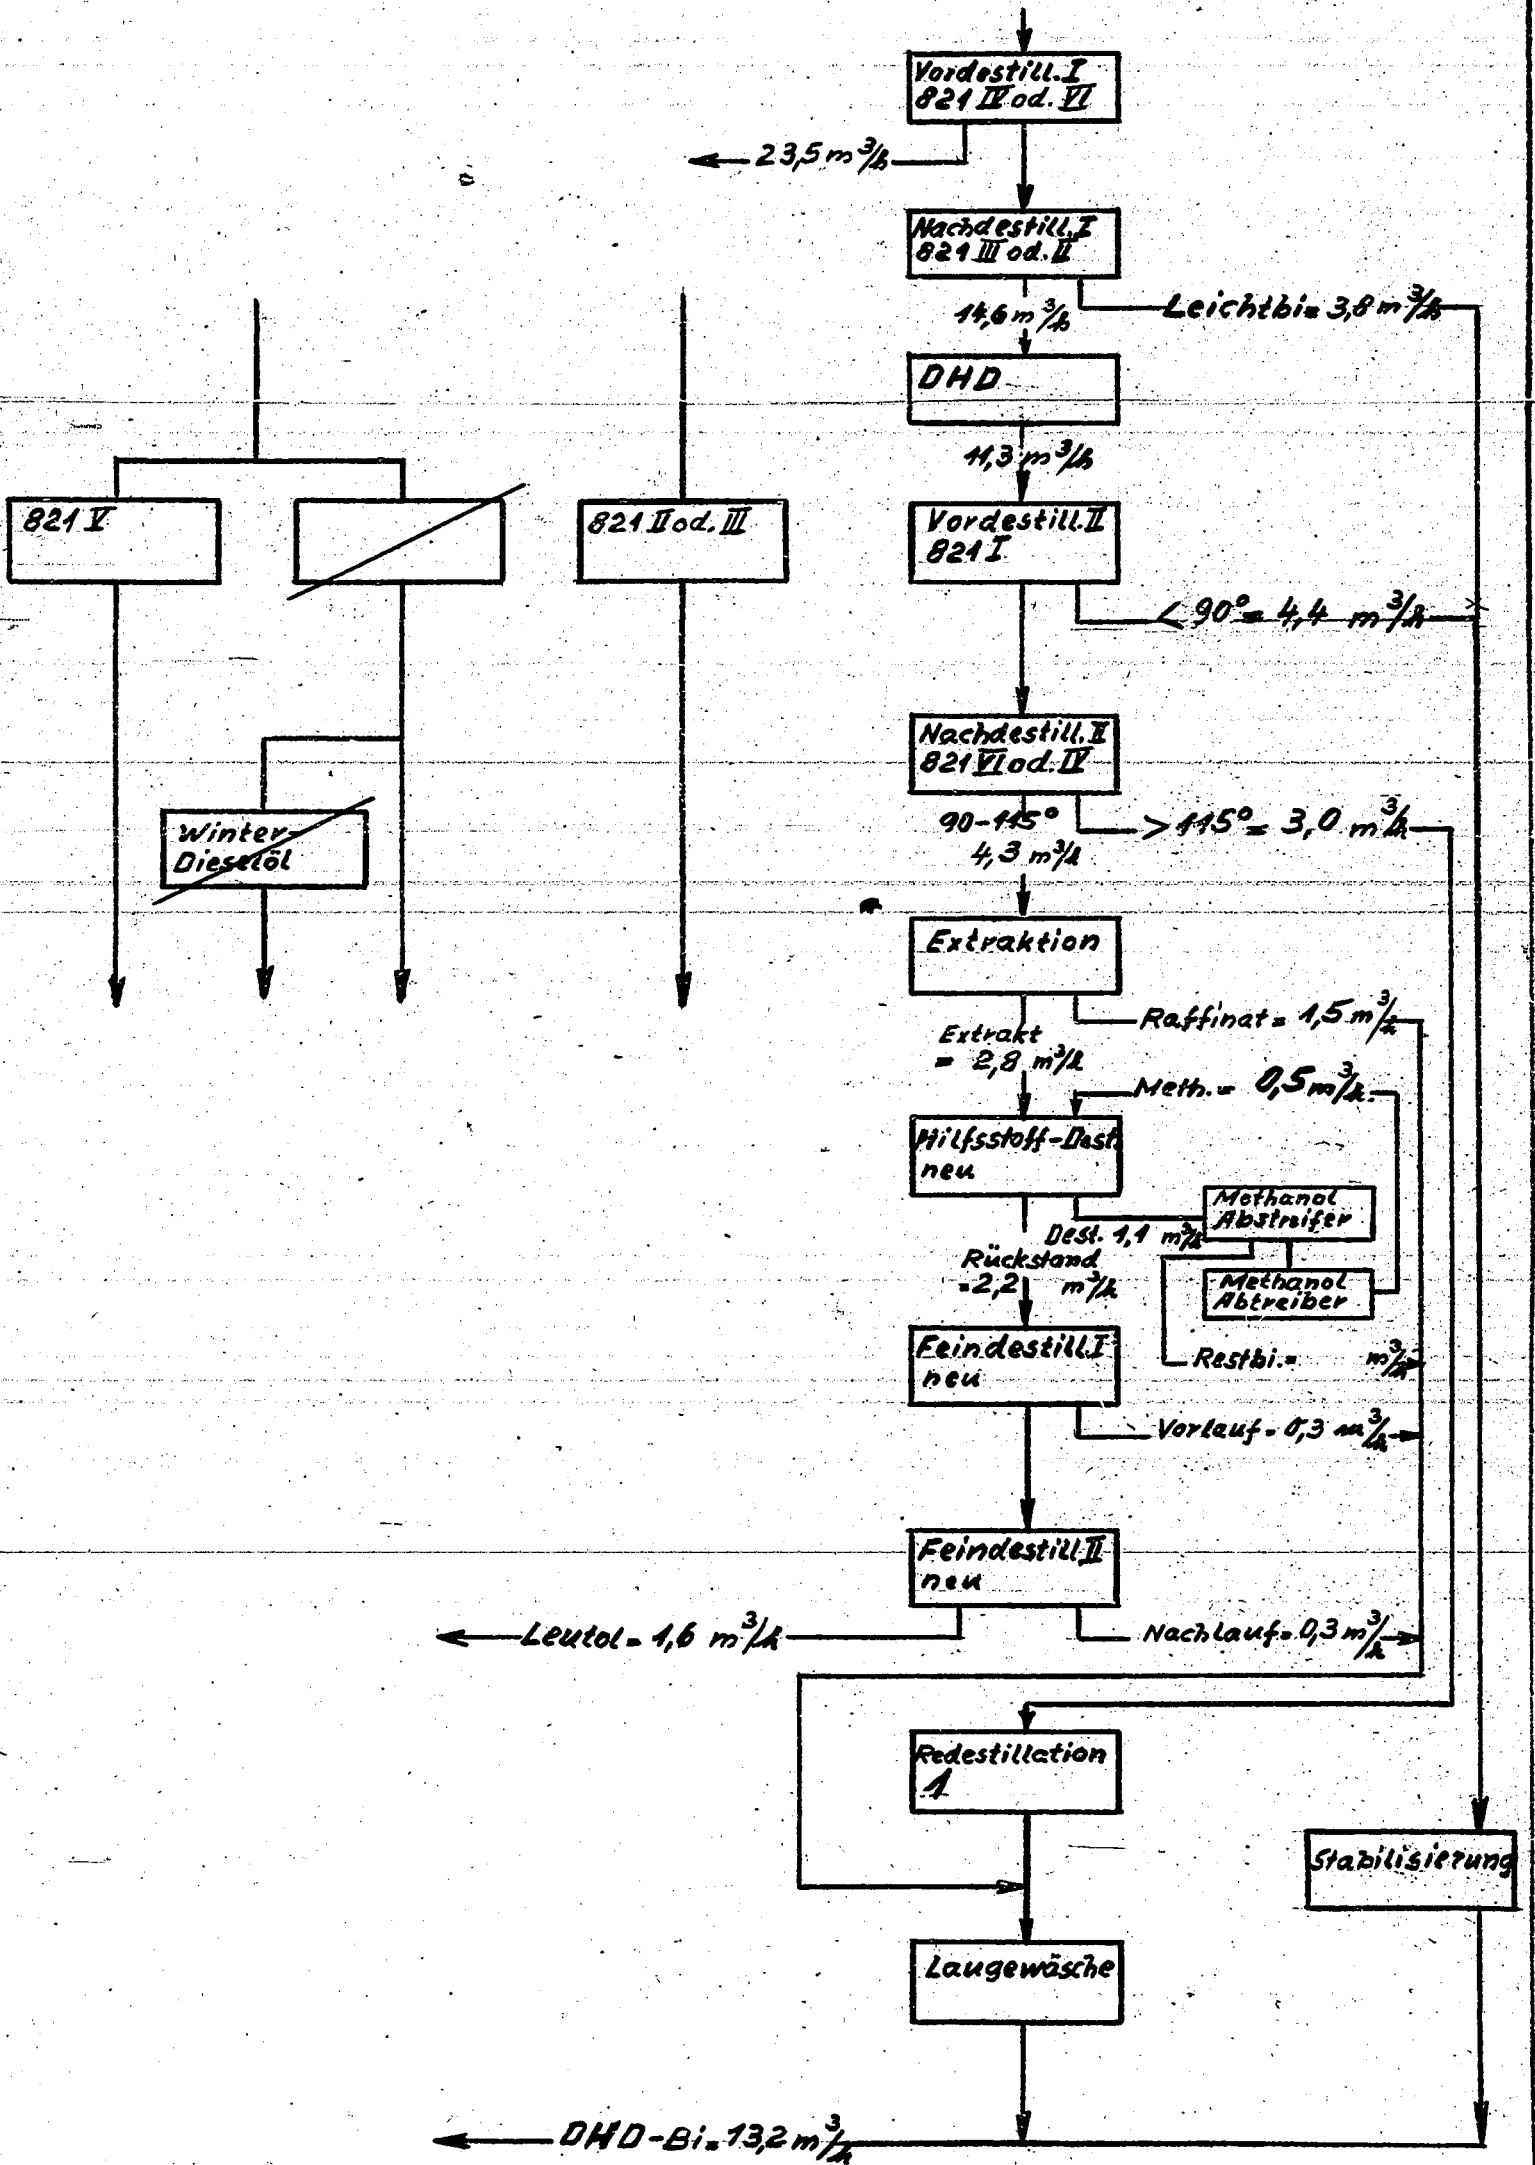 Vordestill. I
821 IV od. VI
23,5 m³/h
Nachdestill. I
821 III od. II
14,6 m³/h
Leichtbi = 3,8 m³/h
DHD
11,3 m³/h
821 V
821 II od. III
Vordestill. II
821 I
< 90° = 4,4 m³/h
Nachdestill. II
821 VI od. IV
90-115°
4,3 m³/h
> 115° = 3,0 m³/h
Winter-
Dieselöl
Extraktion
Raffinat = 1,5 m³/h
Extrakt
= 2,8 m³/h
Meth. = 0,5 m³/h.
Hilfsstoff-Dest.
neu
Methanol
Abstreifer
Dest. 1,1 m³/h
Rückstand
= 2,2 m³/h
Methanol
Abtreiber
Feindestill. I
neu
Restbi. = m³/h
Vorlauf = 0,3 m³/h
Feindestill II
neu
Leutol = 1,6 m³/h
Nachlauf = 0,3 m³/h
Redestillation
1
Stabilisierung
Laugewäsche
DHD-Bi = 13,2 m³/h